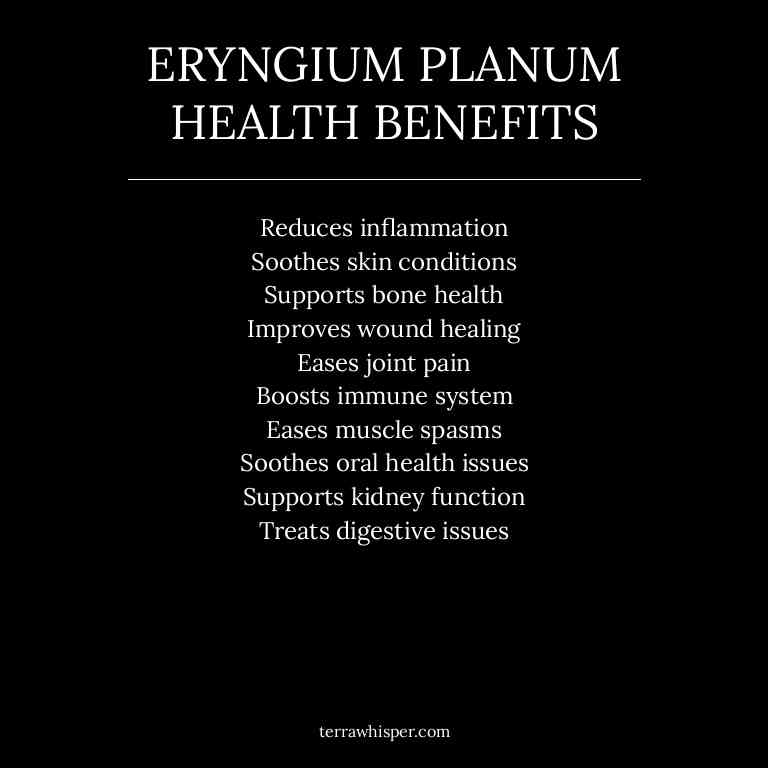 ERYNGIUM PLANUM
HEALTH BENEFITS
Reduces inflammation
Soothes skin conditions
Supports bone health
Improves wound healing
Eases joint pain
Boosts immune system
Eases muscle spasms
Soothes oral health issues
Supports kidney function
Treats digestive issues
terrawhisper.com